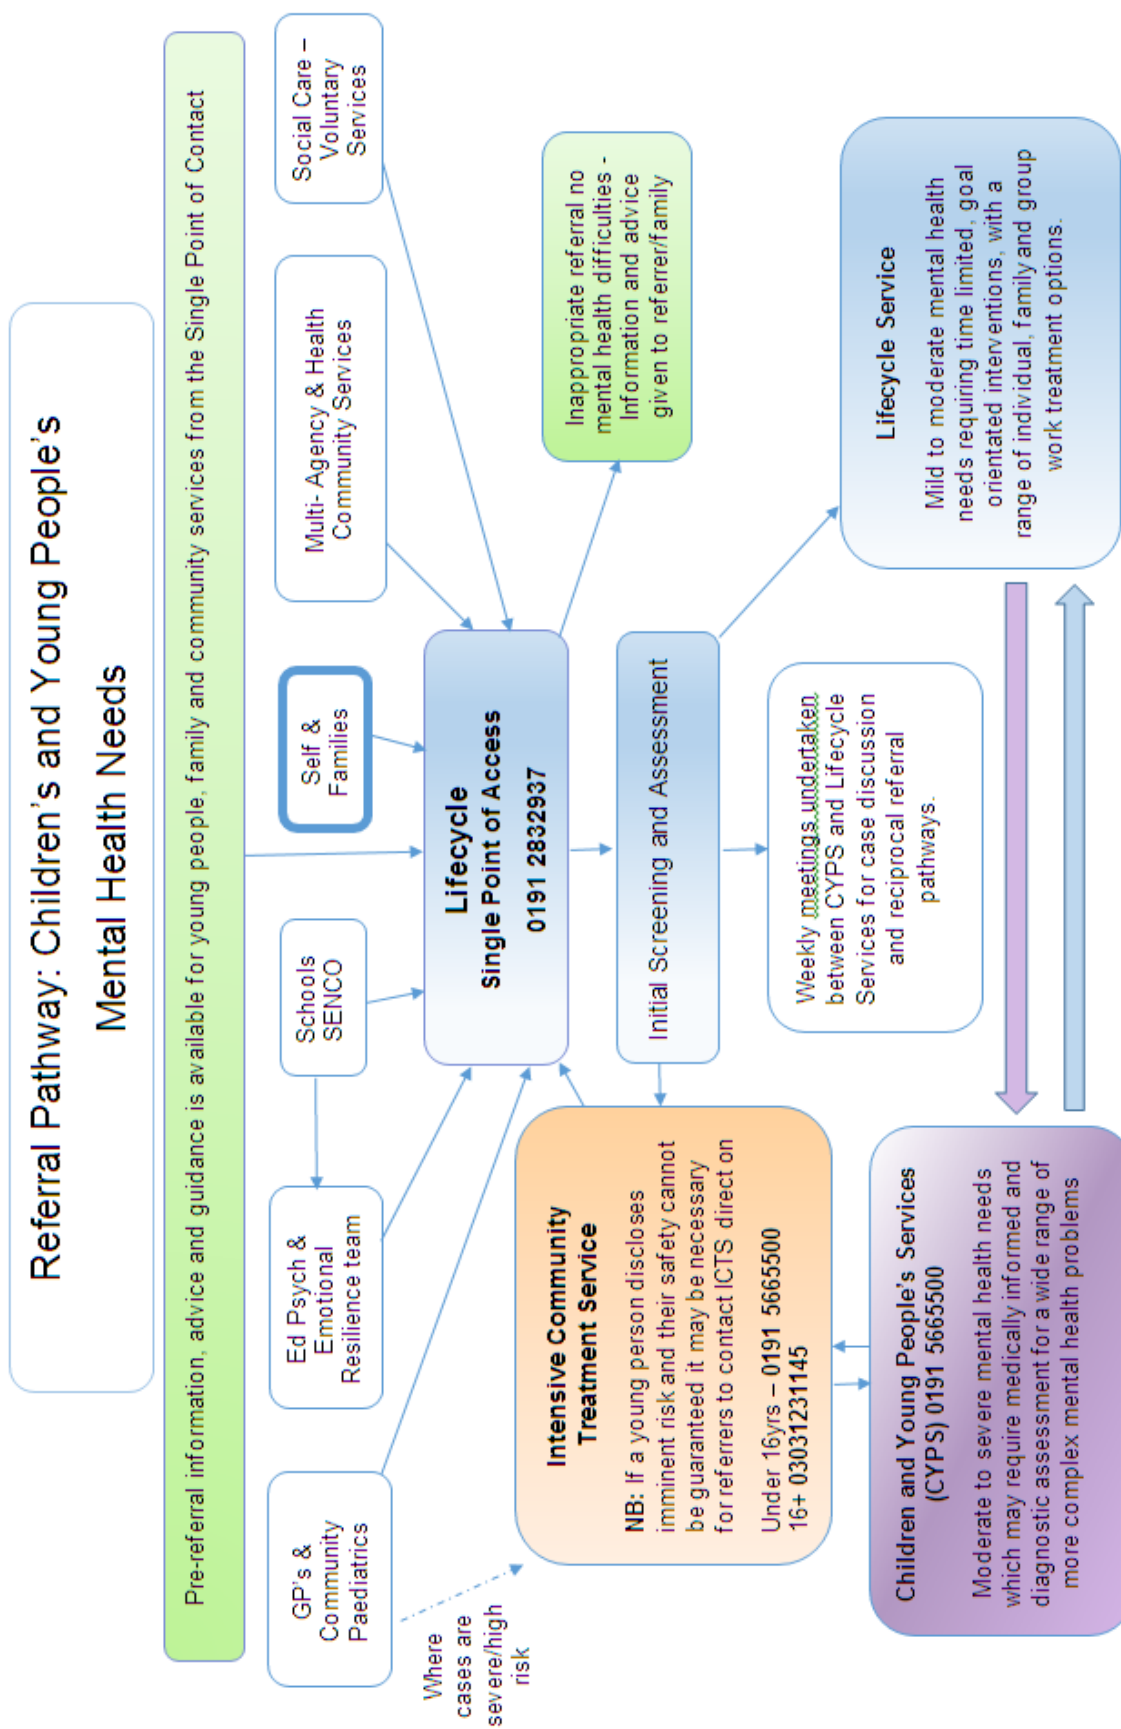 Referral Pathway: Children's and Young People's
Mental Health Needs
Pre-referral information, advice and guidance is available for young people, family and community services from the Single Point of Contact
GP's &
Community
Paediatrics
Ed Psych &
Emotional
Resilience team
Schools
SENCO
Self &
Families
Multi- Agency & Health
Community Services
Social Care –
Voluntary
Services
Where
cases are
severe/high
risk
Lifecycle
Single Point of Access
0191 2832937
Inappropriate referral no
mental health difficulties -
Information and advice
given to referrer/family
Intensive Community
Treatment Service
NB: If a young person discloses
imminent risk and their safety cannot
be guaranteed it may be necessary
for referrers to contact ICTS direct on
Under 16yrs – 0191 5665500
16+ 03031231145
Initial Screening and Assessment
Weekly meetings undertaken
between CYPS and Lifecycle
Services for case discussion
and reciprocal referral
pathways.
Lifecycle Service
Mild to moderate mental health
needs requiring time limited, goal
orientated interventions, with a
range of individual, family and group
work treatment options.
Children and Young People's Services
(CYPS) 0191 5665500
Moderate to severe mental health needs
which may require medically informed and
diagnostic assessment for a wide range of
more complex mental health problems